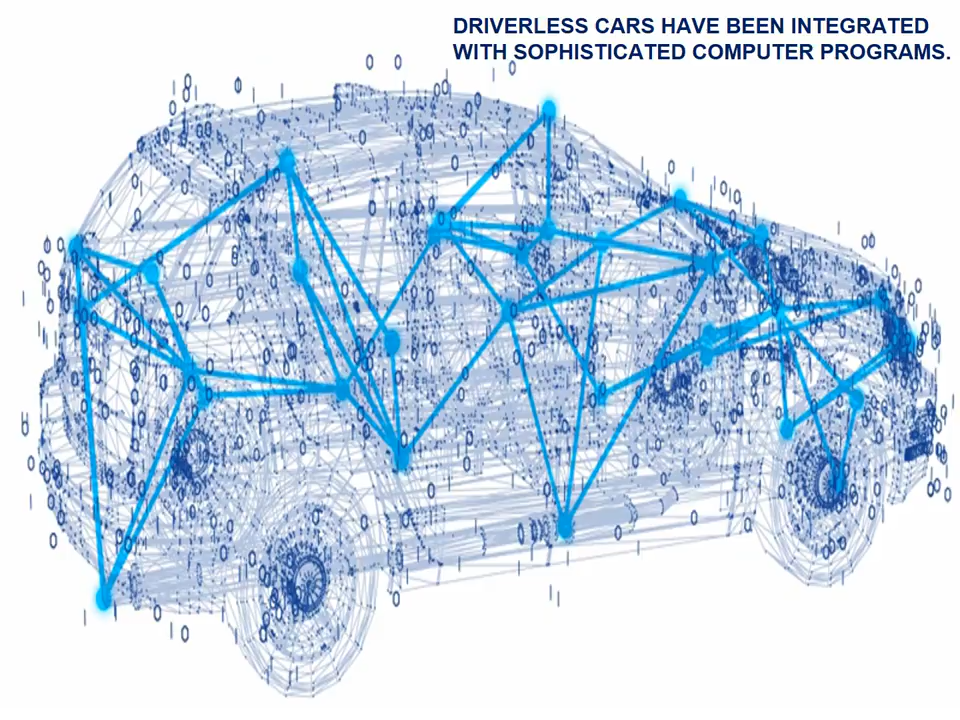 DRIVERLESS CARS HAVE BEEN INTEGRATED
WITH SOPHISTICATED COMPUTER PROGRAMS.